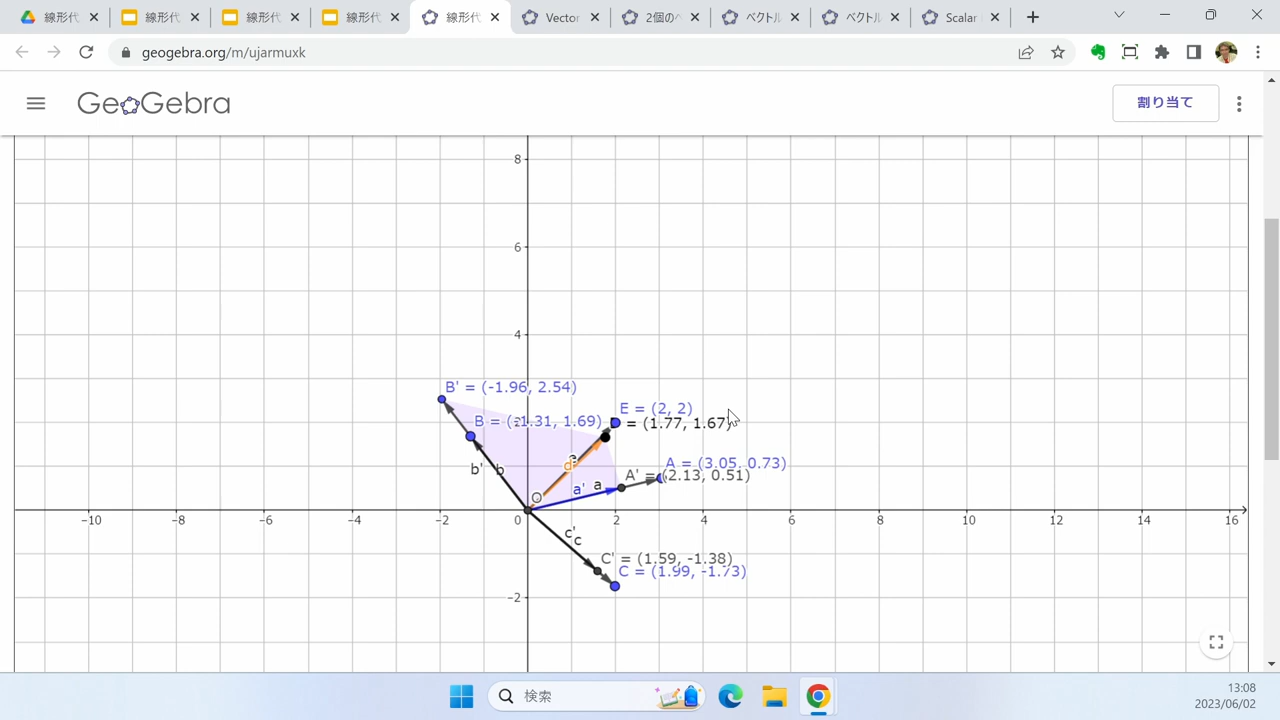 線形代 線形代 線形代 線形代 線形代 Vector 2個のベ ベクトル ベクトル Scalar
geogebra.org/m/ujarmuxk
GeoGebra
割り当て
8
6
4
B' = (-1.96, 2.54)
E = (2, 2)
B = (-1.31, 1.69)
= (1.77, 1.67)
A = (3.05, 0.73)
A' = (2.13, 0.51)
b' b d a' a
O
-10 -8 -6 -4 -2 0 2 4 6 8 10 12 14 16
c' c
C' = (1.59, -1.38)
C = (1.99, -1.73)
-2
検索
13:08
2023/06/02